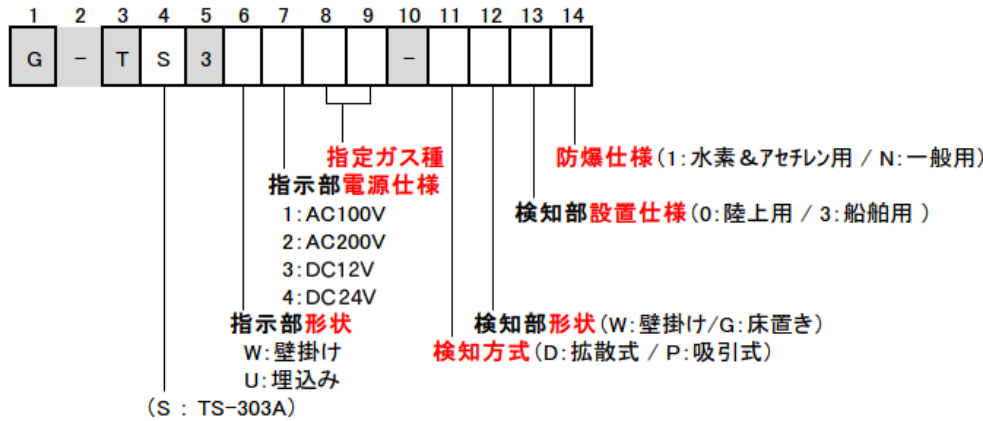 1 2 3 4 5 6 7 8 9 10 11 12 13 14
G - T S 3 -
指定ガス種
防爆仕様(1:水素&アセチレン用 / N:一般用)
指示部電源仕様
1:AC100V
検知部設置仕様(0:陸上用 / 3:船舶用 )
2:AC200V
3:DC12V
4:DC24V
指示部形状
検知部形状(W:壁掛け/G:床置き)
W:壁掛け
検知方式(D:拡散式 / P:吸引式)
U:埋込み
(S : TS-303A)